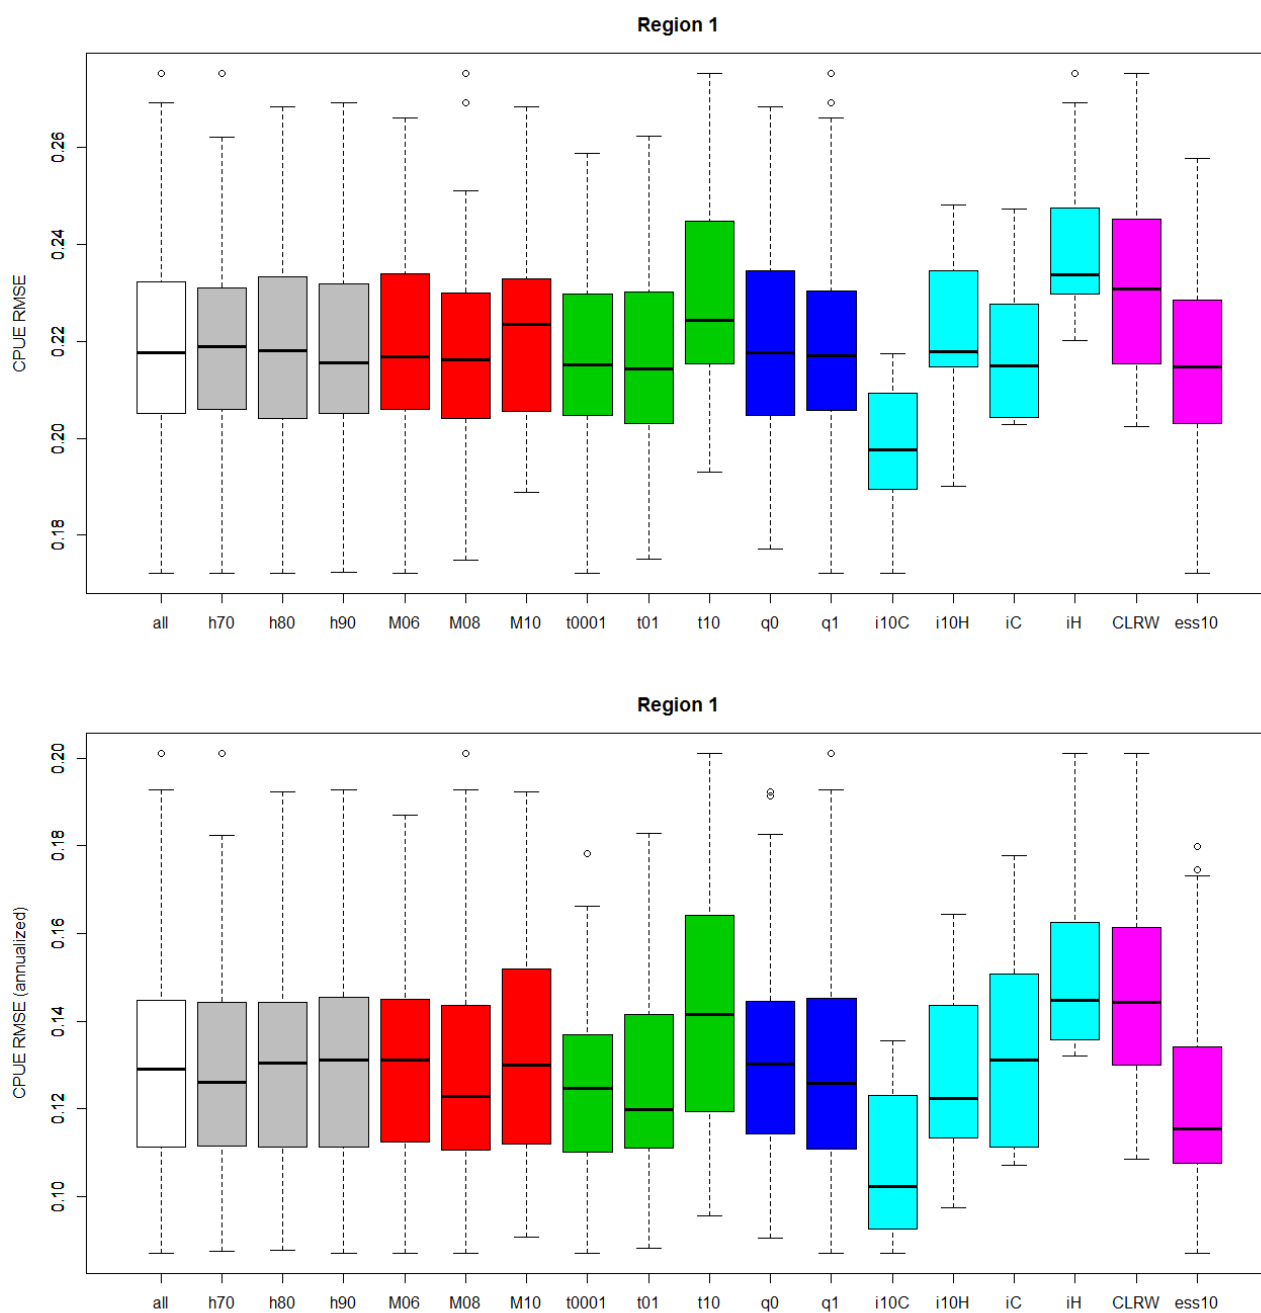 Region 1
CPUE RMSE
0.26
0.24
0.22
0.20
0.18
all h70 h80 h90 M06 M08 M10 t0001 t01 t10 q0 q1 i10C i10H iC iH CLRW ess10
Region 1
CPUE RMSE (annualized)
0.20
0.18
0.16
0.14
0.12
0.10
all h70 h80 h90 M06 M08 M10 t0001 t01 t10 q0 q1 i10C i10H iC iH CLRW ess10